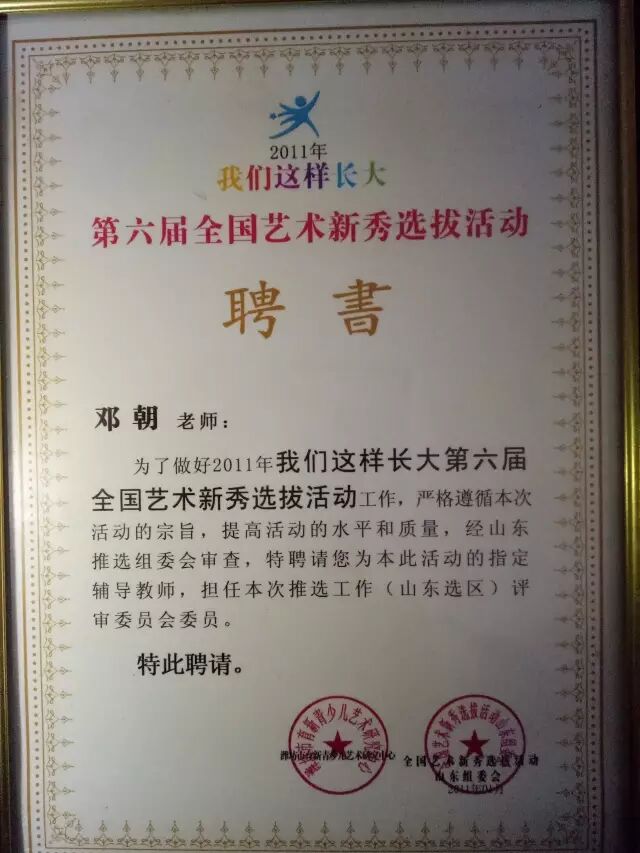 2011年
我们这样长大
第六届全国艺术新秀选拔活动
聘書
邓朝 老师：
为了做好2011年我们这样长大第六届
全国艺术新秀选拔活动工作，严格遵循本次
活动的宗旨，提高活动的水平和质量，经山东
推选组委会审查，特聘请您为本此活动的指定
辅导教师，担任本次推选工作（山东选区）评
审委员会委员。
特此聘请。
全国艺术新秀选拔活动
山东组委会